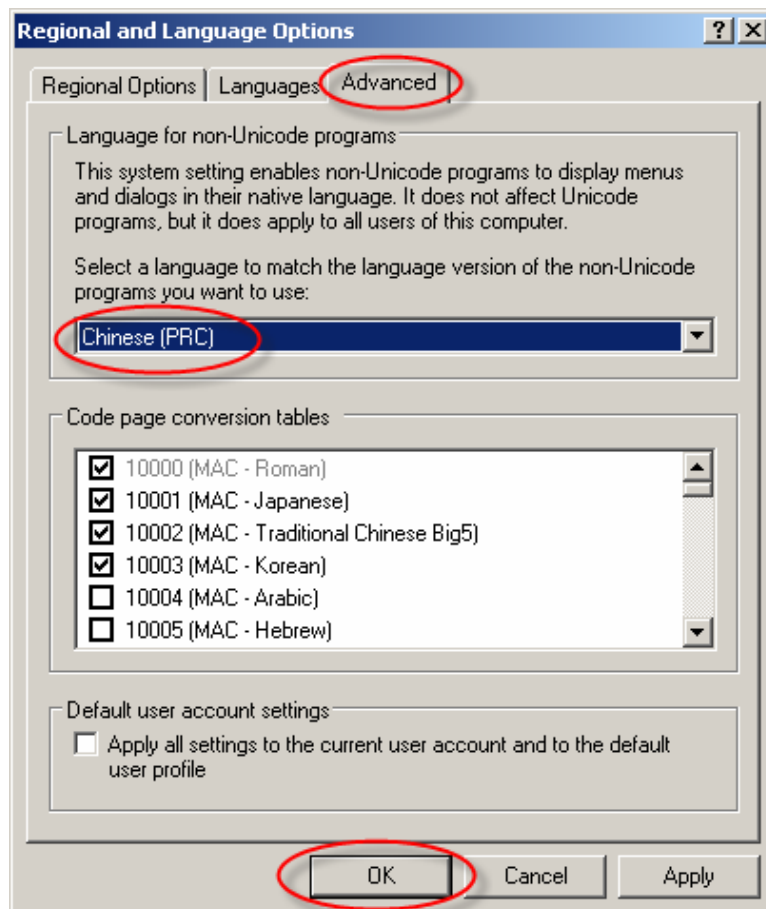 Regional and Language Options
Regional Options Languages Advanced
Language for non-Unicode programs
This system setting enables non-Unicode programs to display menus
and dialogs in their native language. It does not affect Unicode
programs, but it does apply to all users of this computer.
Select a language to match the language version of the non-Unicode
programs you want to use:
Chinese (PRC)
Code page conversion tables
10000 (MAC - Roman)
10001 (MAC - Japanese)
10002 (MAC - Traditional Chinese Big5)
10003 (MAC - Korean)
10004 (MAC - Arabic)
10005 (MAC - Hebrew)
Default user account settings
Apply all settings to the current user account and to the default
user profile
OK Cancel Apply